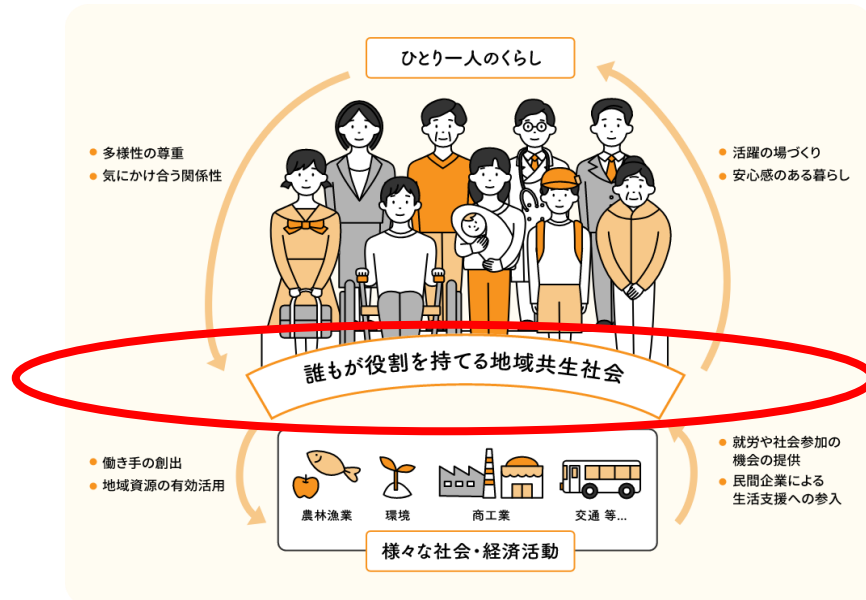 ひとり一人のくらし
多様性の尊重
気にかけ合う関係性
活躍の場づくり
安心感のある暮らし
誰もが役割を持てる地域共生社会
働き手の創出
地域資源の有効活用
就労や社会参加の
機会の提供
民間企業による
生活支援への参入
農林漁業 環境 商工業 交通 等...
様々な社会・経済活動